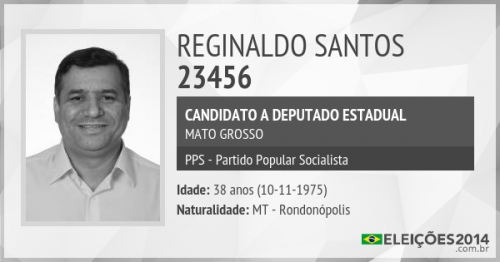 REGINALDO SANTOS
23456
CANDIDATO A DEPUTADO ESTADUAL
MATO GROSSO
PPS - Partido Popular Socialista
Idade: 38 anos (10-11-1975)
Naturalidade: MT - Rondonópolis
ELEIÇÕES2014
.com.br